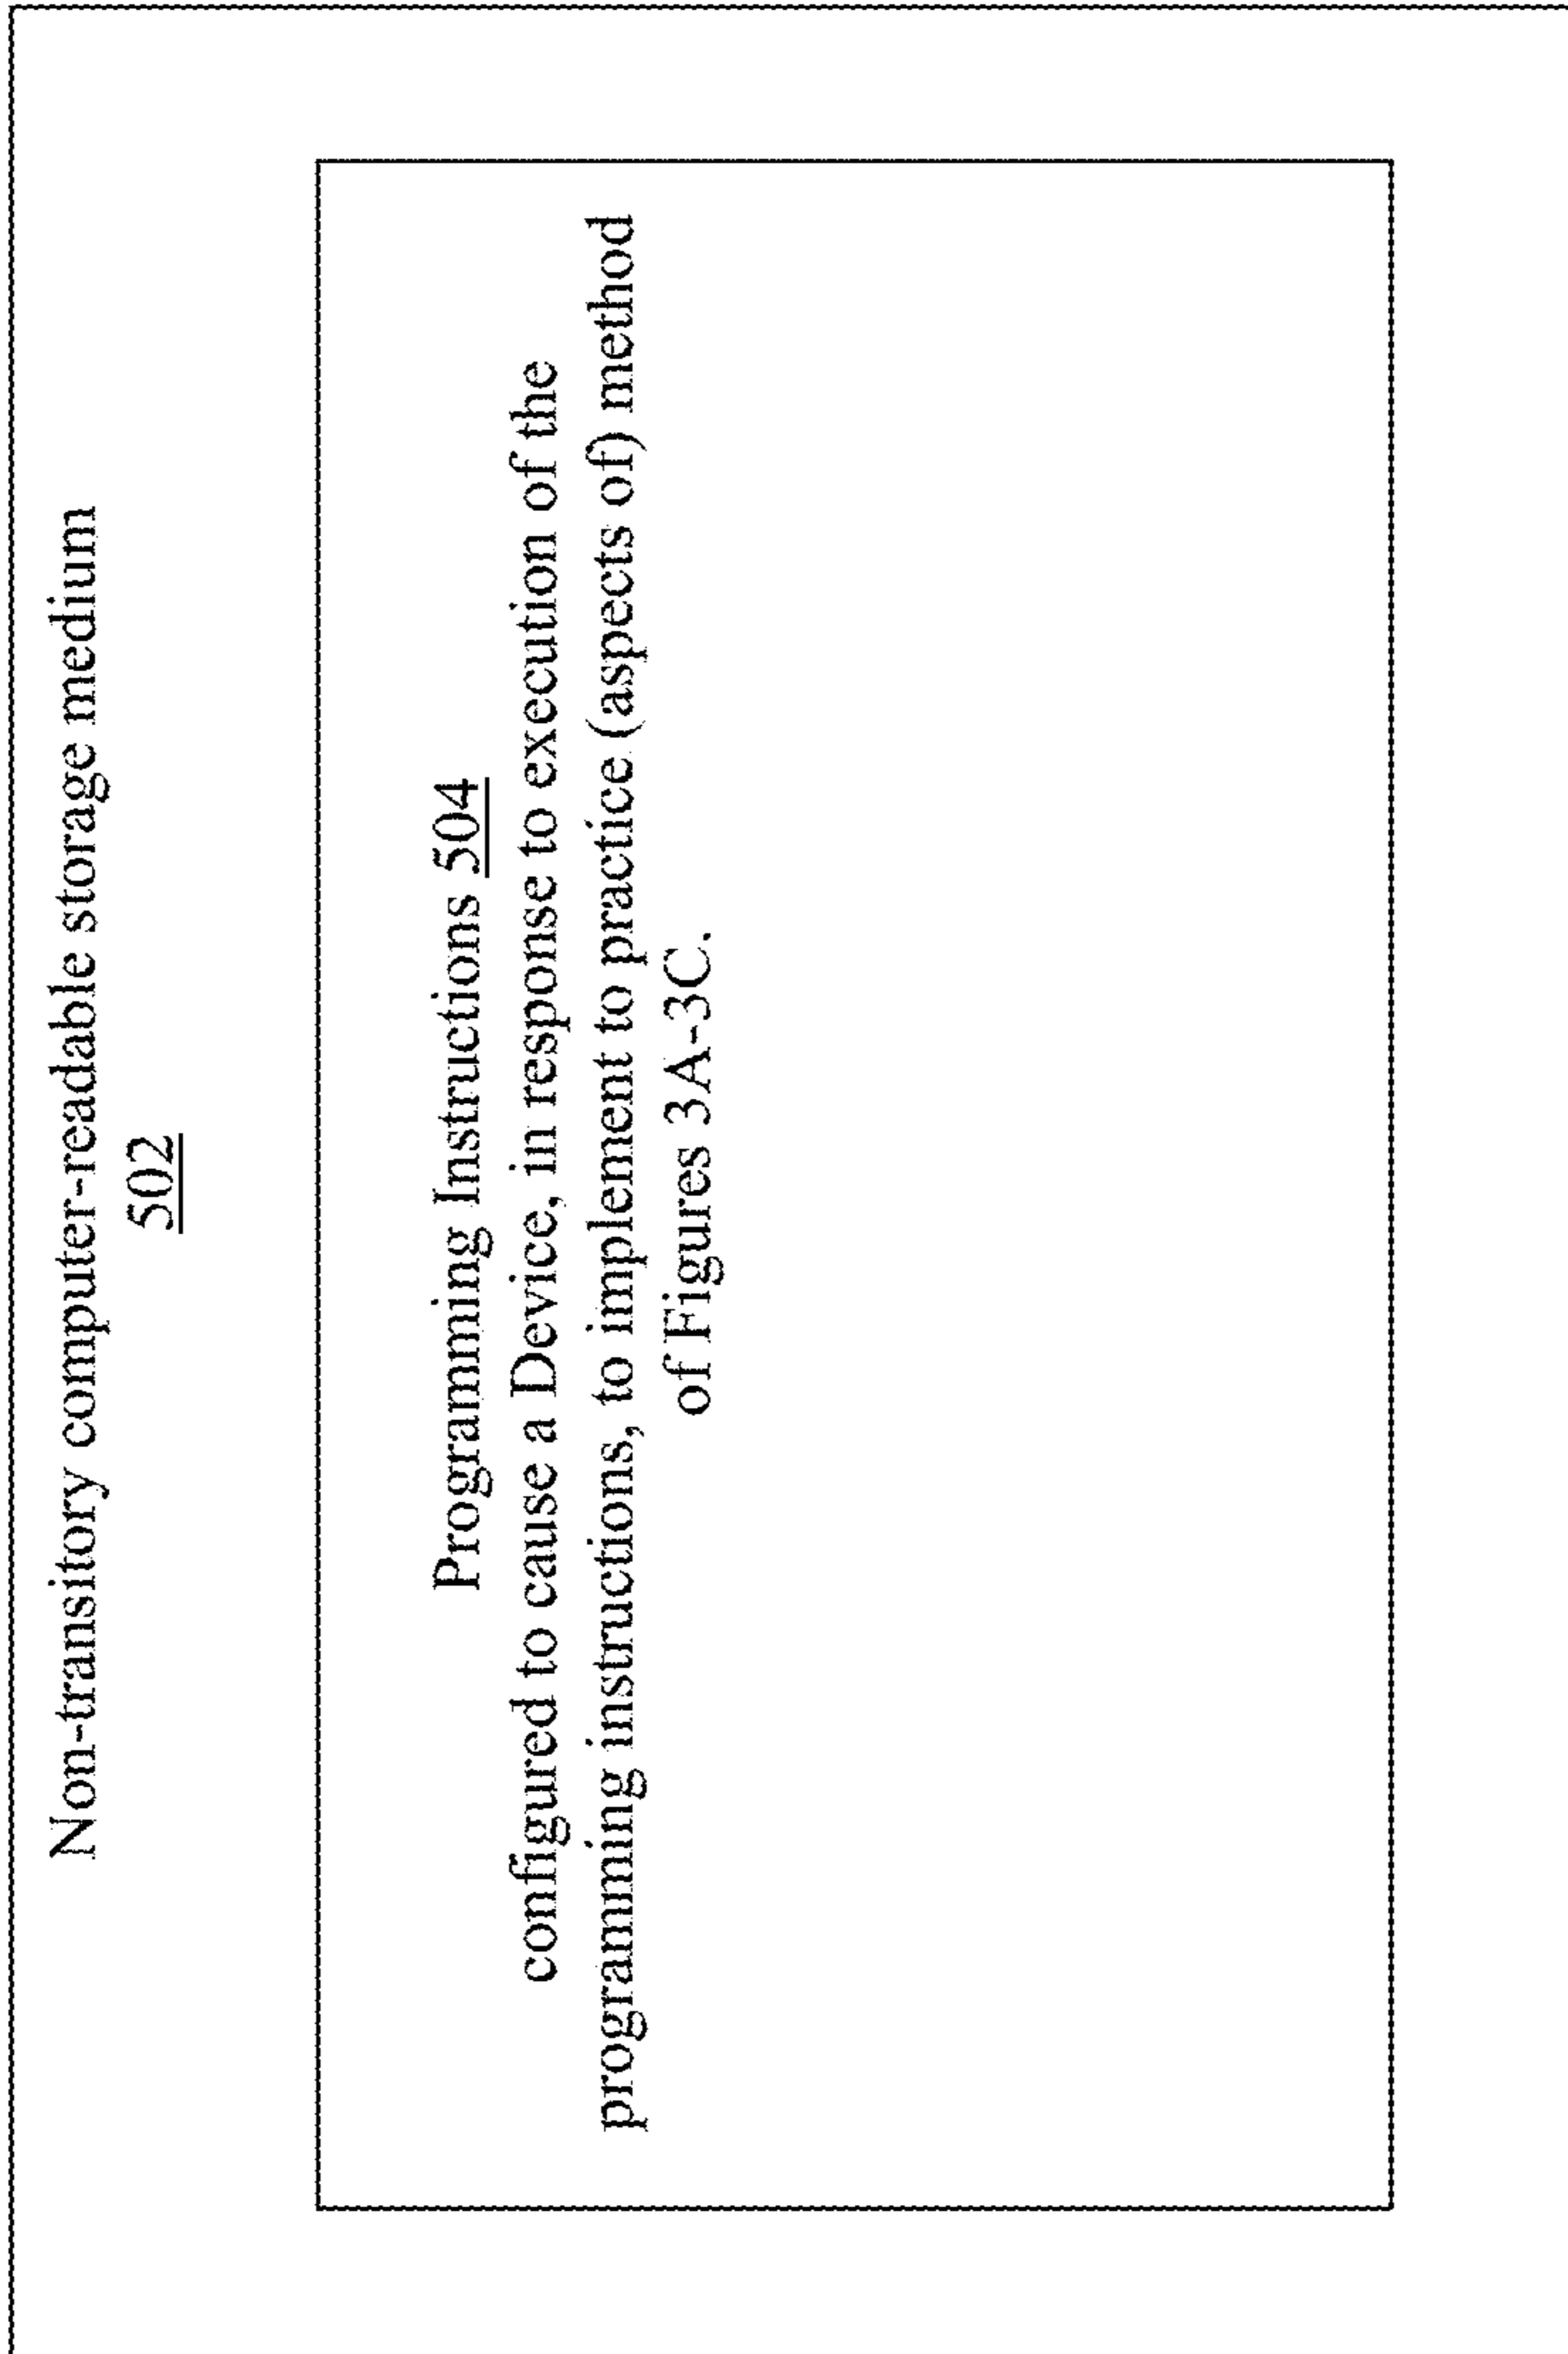 Non-transitory computer-readable storage medium
502
Programming Instructions 504
configured to cause a Device, in response to execution of the
programming instructions, to implement to practice (aspects of) method
of Figures 3A-3C.